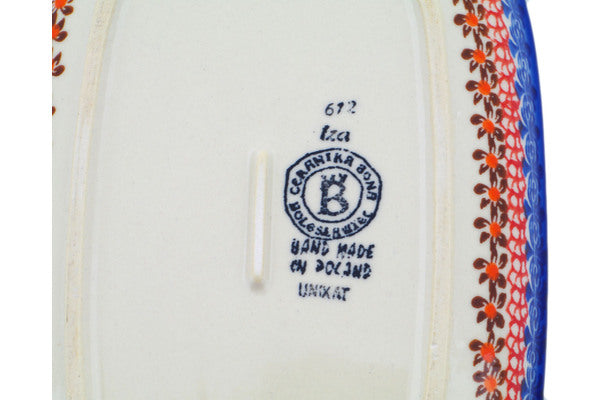 612
Iza
CERAMIKA BONA
BOLESŁAWIEC
B
HAND MADE
IN POLAND
UNIKAT